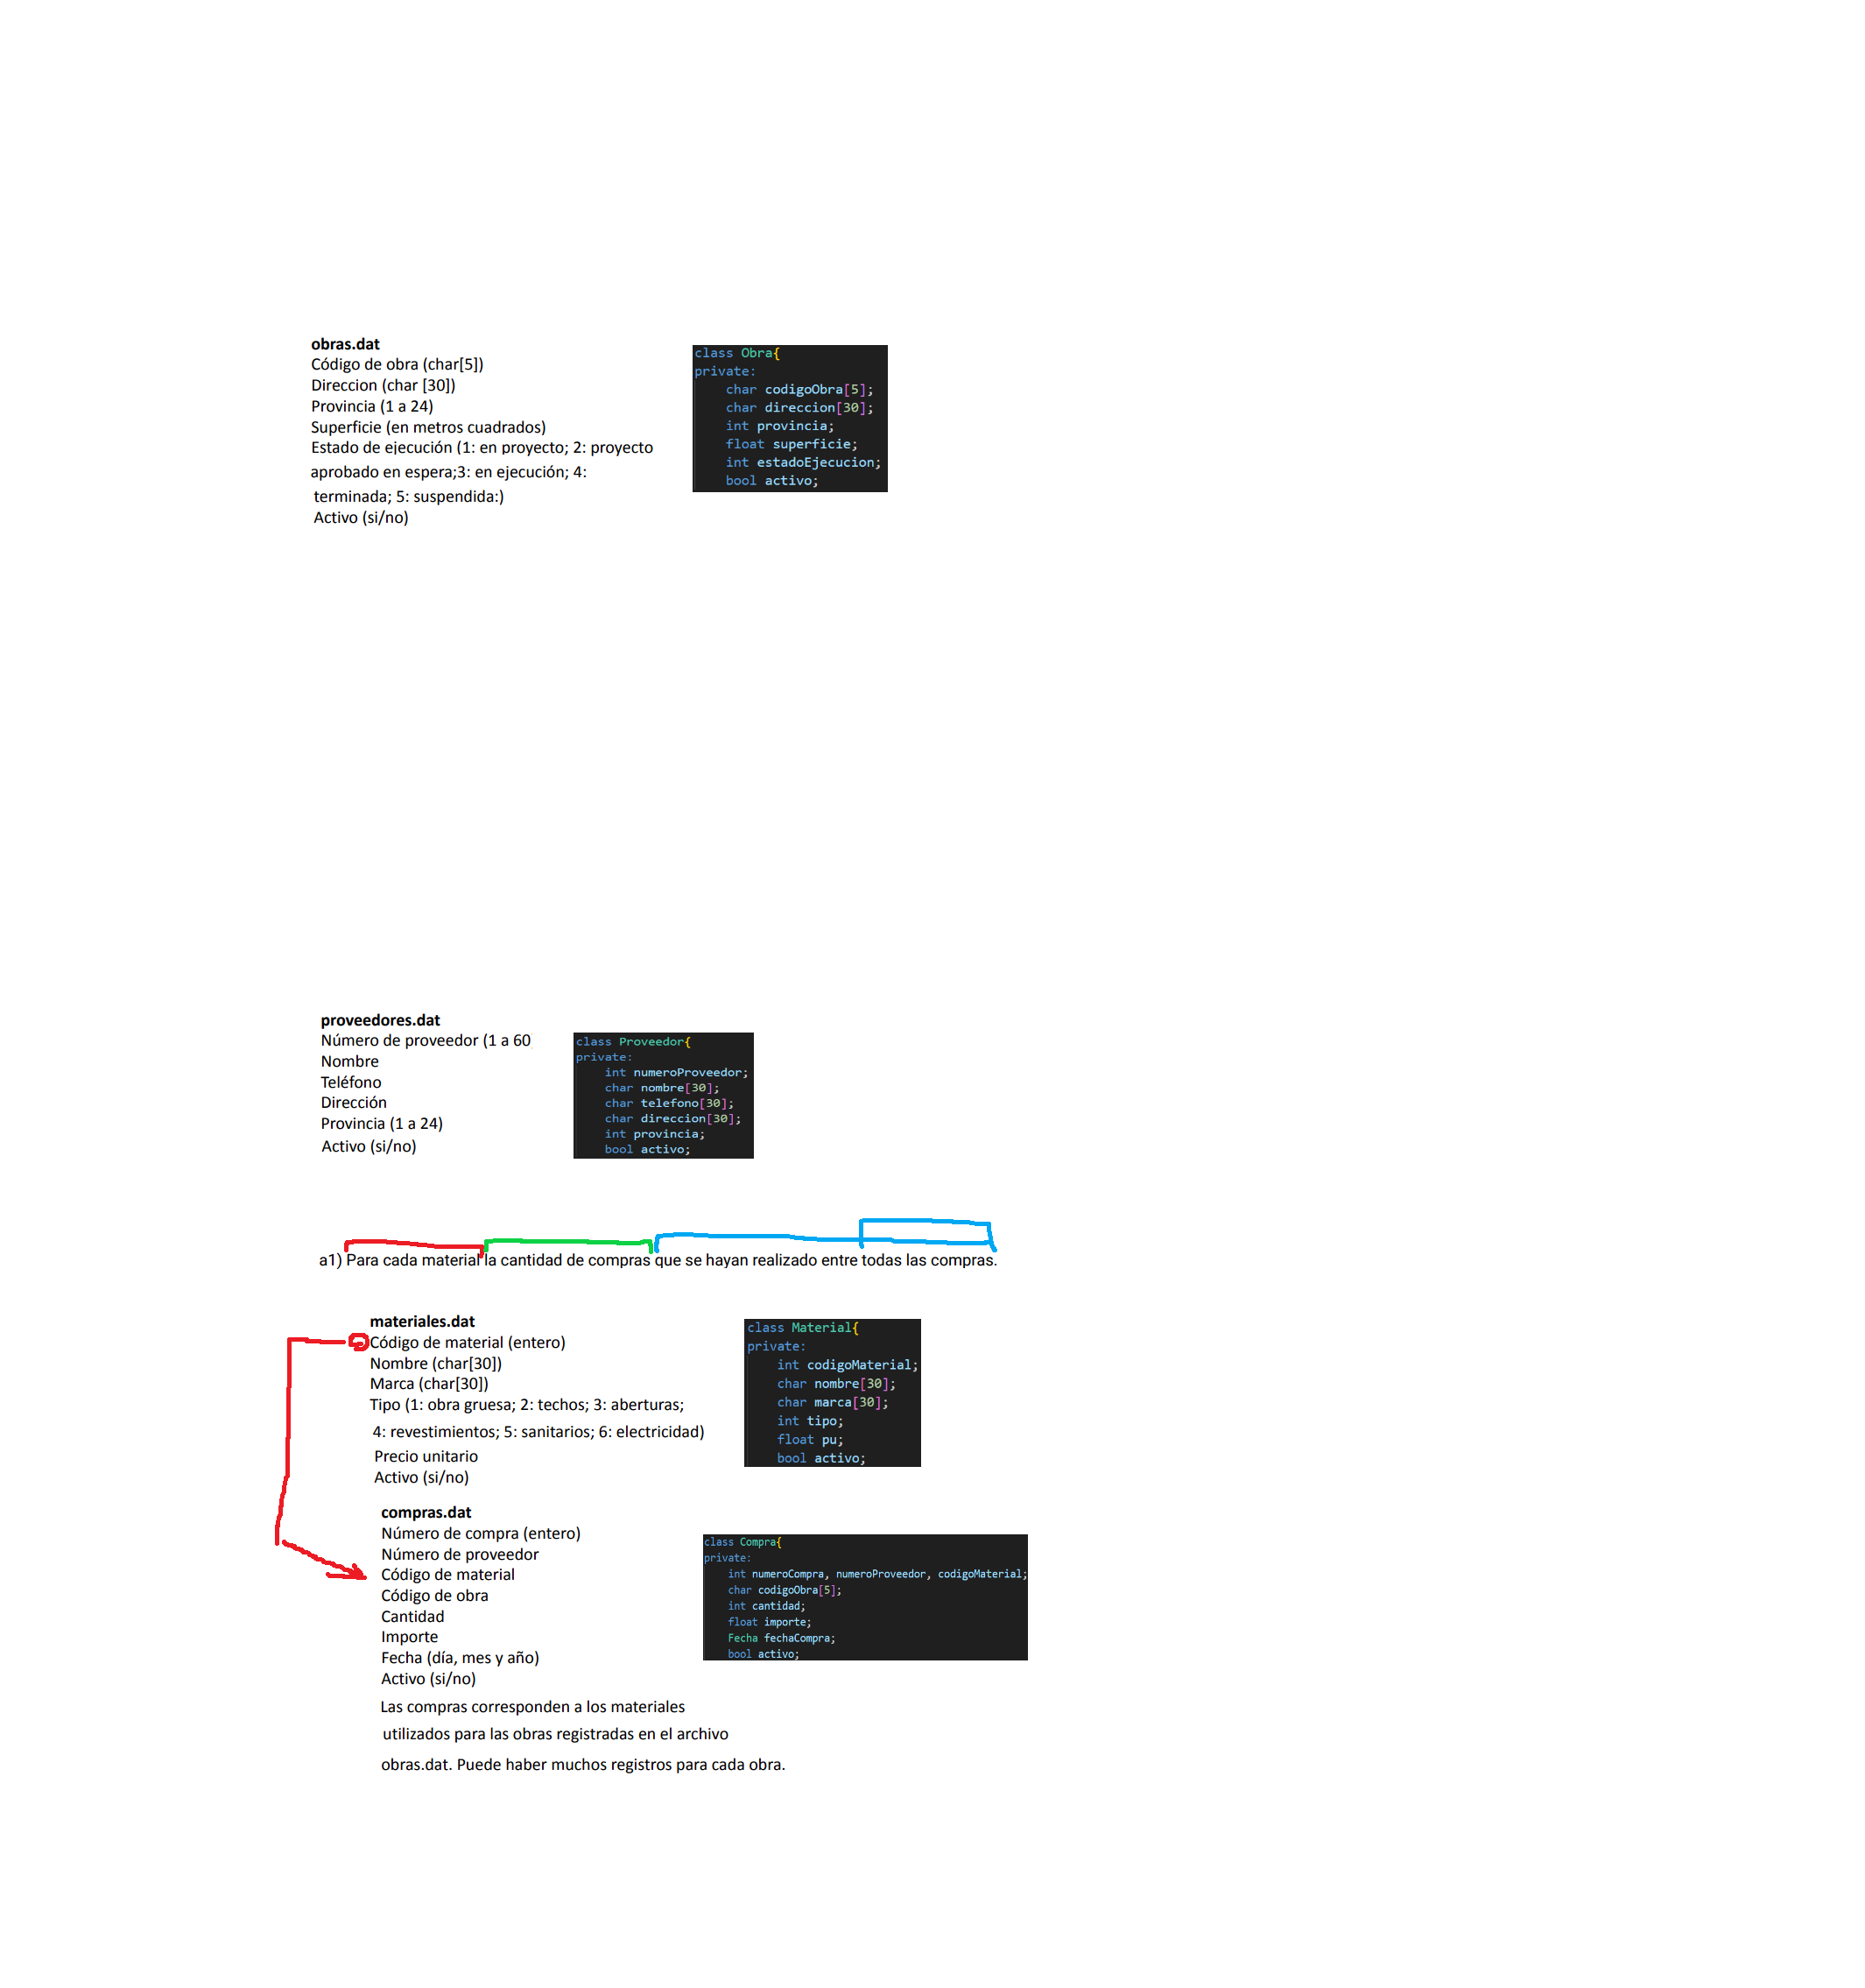 obras.dat
Código de obra (char[5])
Direccion (char [30])
Provincia (1 a 24)
Superficie (en metros cuadrados)
Estado de ejecución (1: en proyecto; 2: proyecto
aprobado en espera;3: en ejecución; 4:
terminada; 5: suspendida:)
Activo (si/no)
class Obra{
private:
char codigoObra[5];
char direccion[30];
int provincia;
float superficie;
int estadoEjecucion;
bool activo;
proveedores.dat
Número de proveedor (1 a 60
Nombre
Teléfono
Dirección
Provincia (1 a 24)
Activo (si/no)
class Proveedor{
private:
int numeroProveedor;
char nombre[30];
char telefono[30];
char direccion[30];
int provincia;
bool activo;
a1) Para cada material la cantidad de compras que se hayan realizado entre todas las compras.
materiales.dat
Código de material (entero)
Nombre (char[30])
Marca (char[30])
Tipo (1: obra gruesa; 2: techos; 3: aberturas;
4: revestimientos; 5: sanitarios; 6: electricidad)
Precio unitario
Activo (si/no)
class Material{
private:
int codigoMaterial;
char nombre[30];
char marca[30];
int tipo;
float pu;
bool activo;
compras.dat
Número de compra (entero)
Número de proveedor
Código de material
Código de obra
Cantidad
Importe
Fecha (día, mes y año)
Activo (si/no)
Las compras corresponden a los materiales
utilizados para las obras registradas en el archivo
obras.dat. Puede haber muchos registros para cada obra.
class Compra{
private:
int numeroCompra, numeroProveedor, codigoMaterial;
char codigoObra[5];
int cantidad;
float importe;
Fecha fechaCompra;
bool activo;